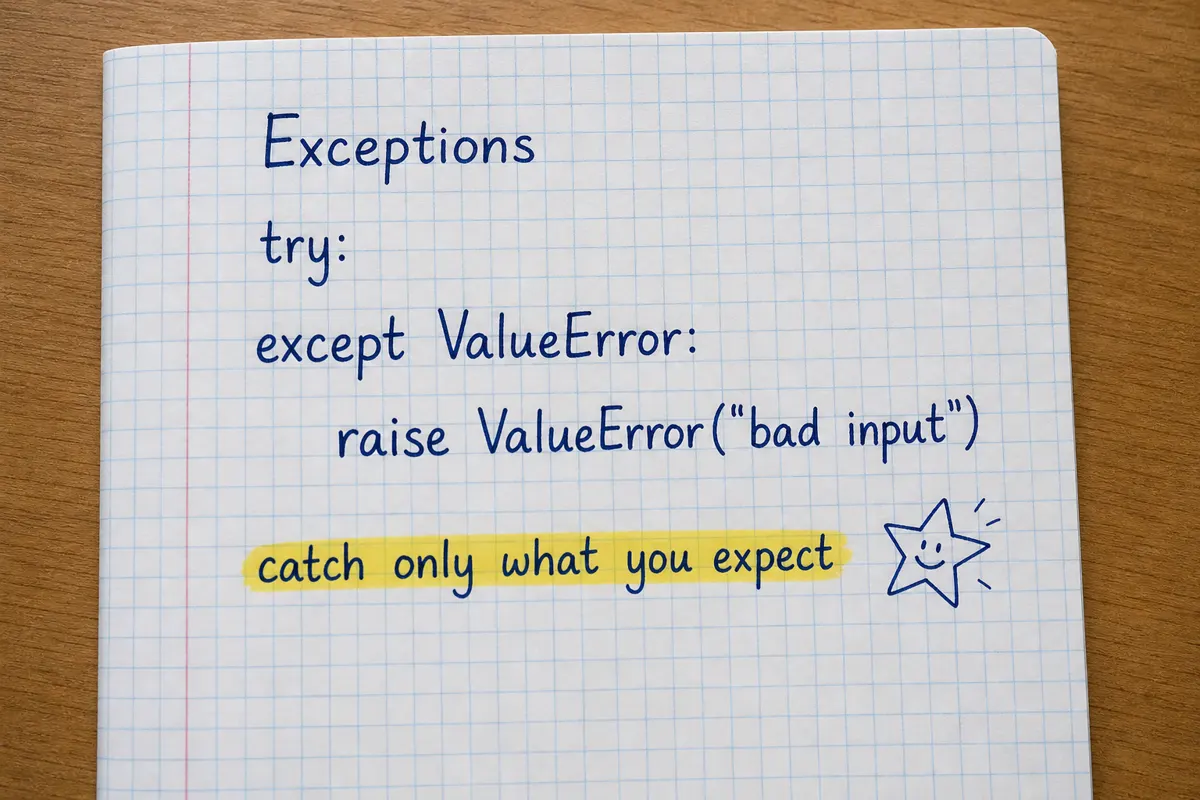 Exceptions
try:
except ValueError:
raise ValueError("bad input")
catch only what you expect